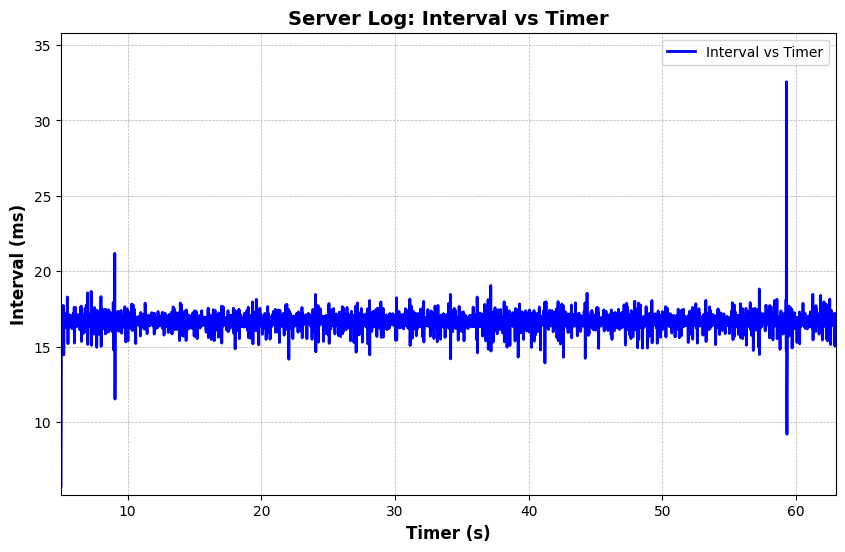 Server Log: Interval vs Timer
Interval vs Timer
35
30
25
20
15
10
Interval (ms)
10 20 30 40 50 60
Timer (s)